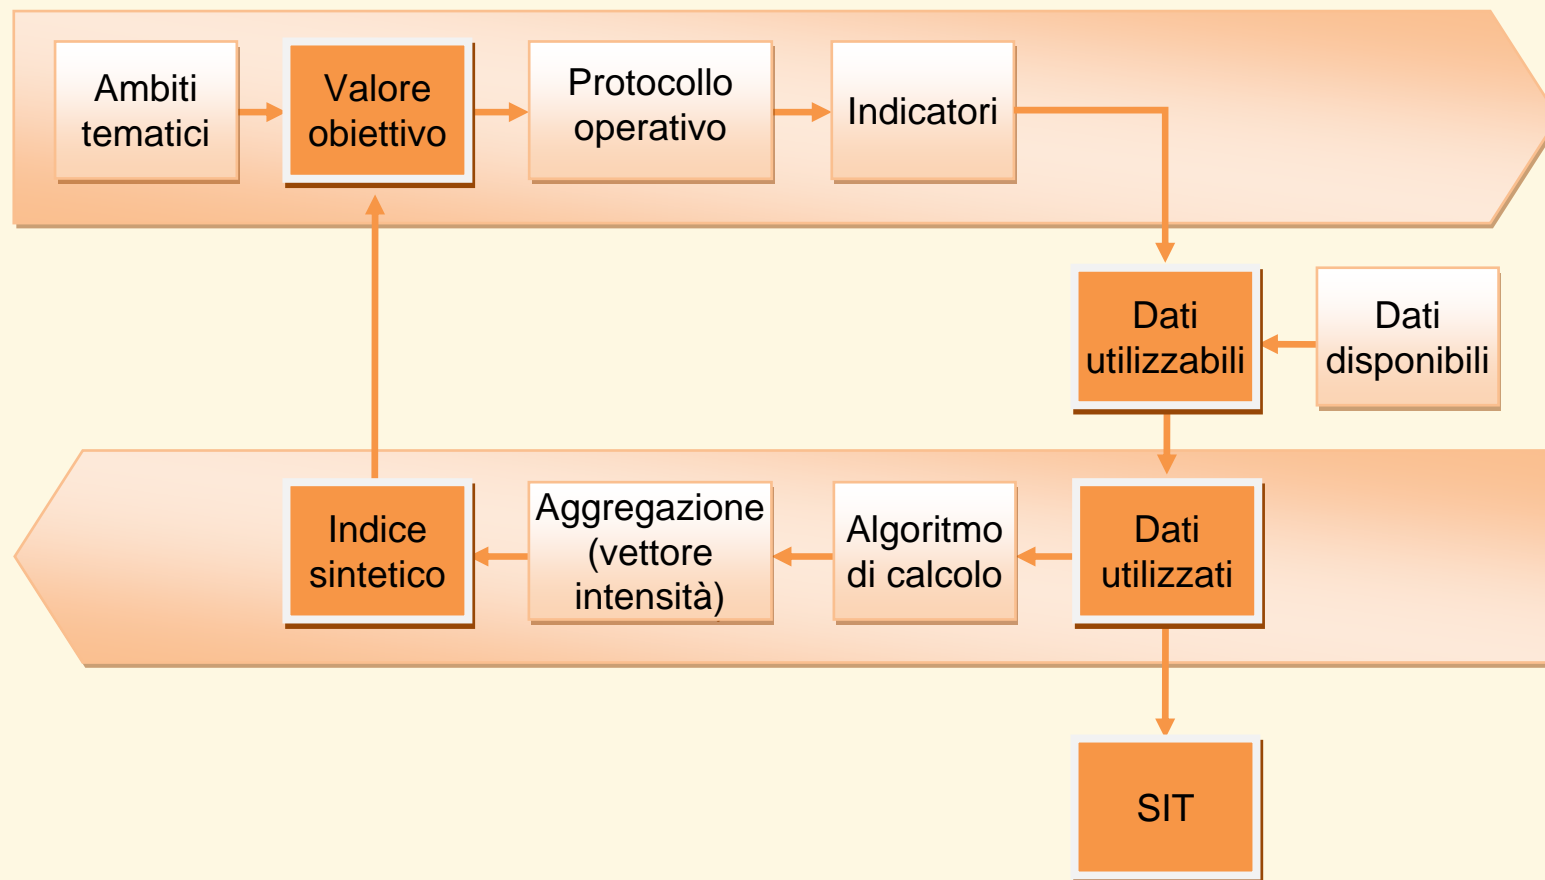 Ambiti
tematici
Valore
obiettivo
Protocollo
operativo
Indicatori
Dati
utilizzabili
Dati
disponibili
Indice
sintetico
Aggregazione
(vettore
intensità)
Algoritmo
di calcolo
Dati
utilizzati
SIT